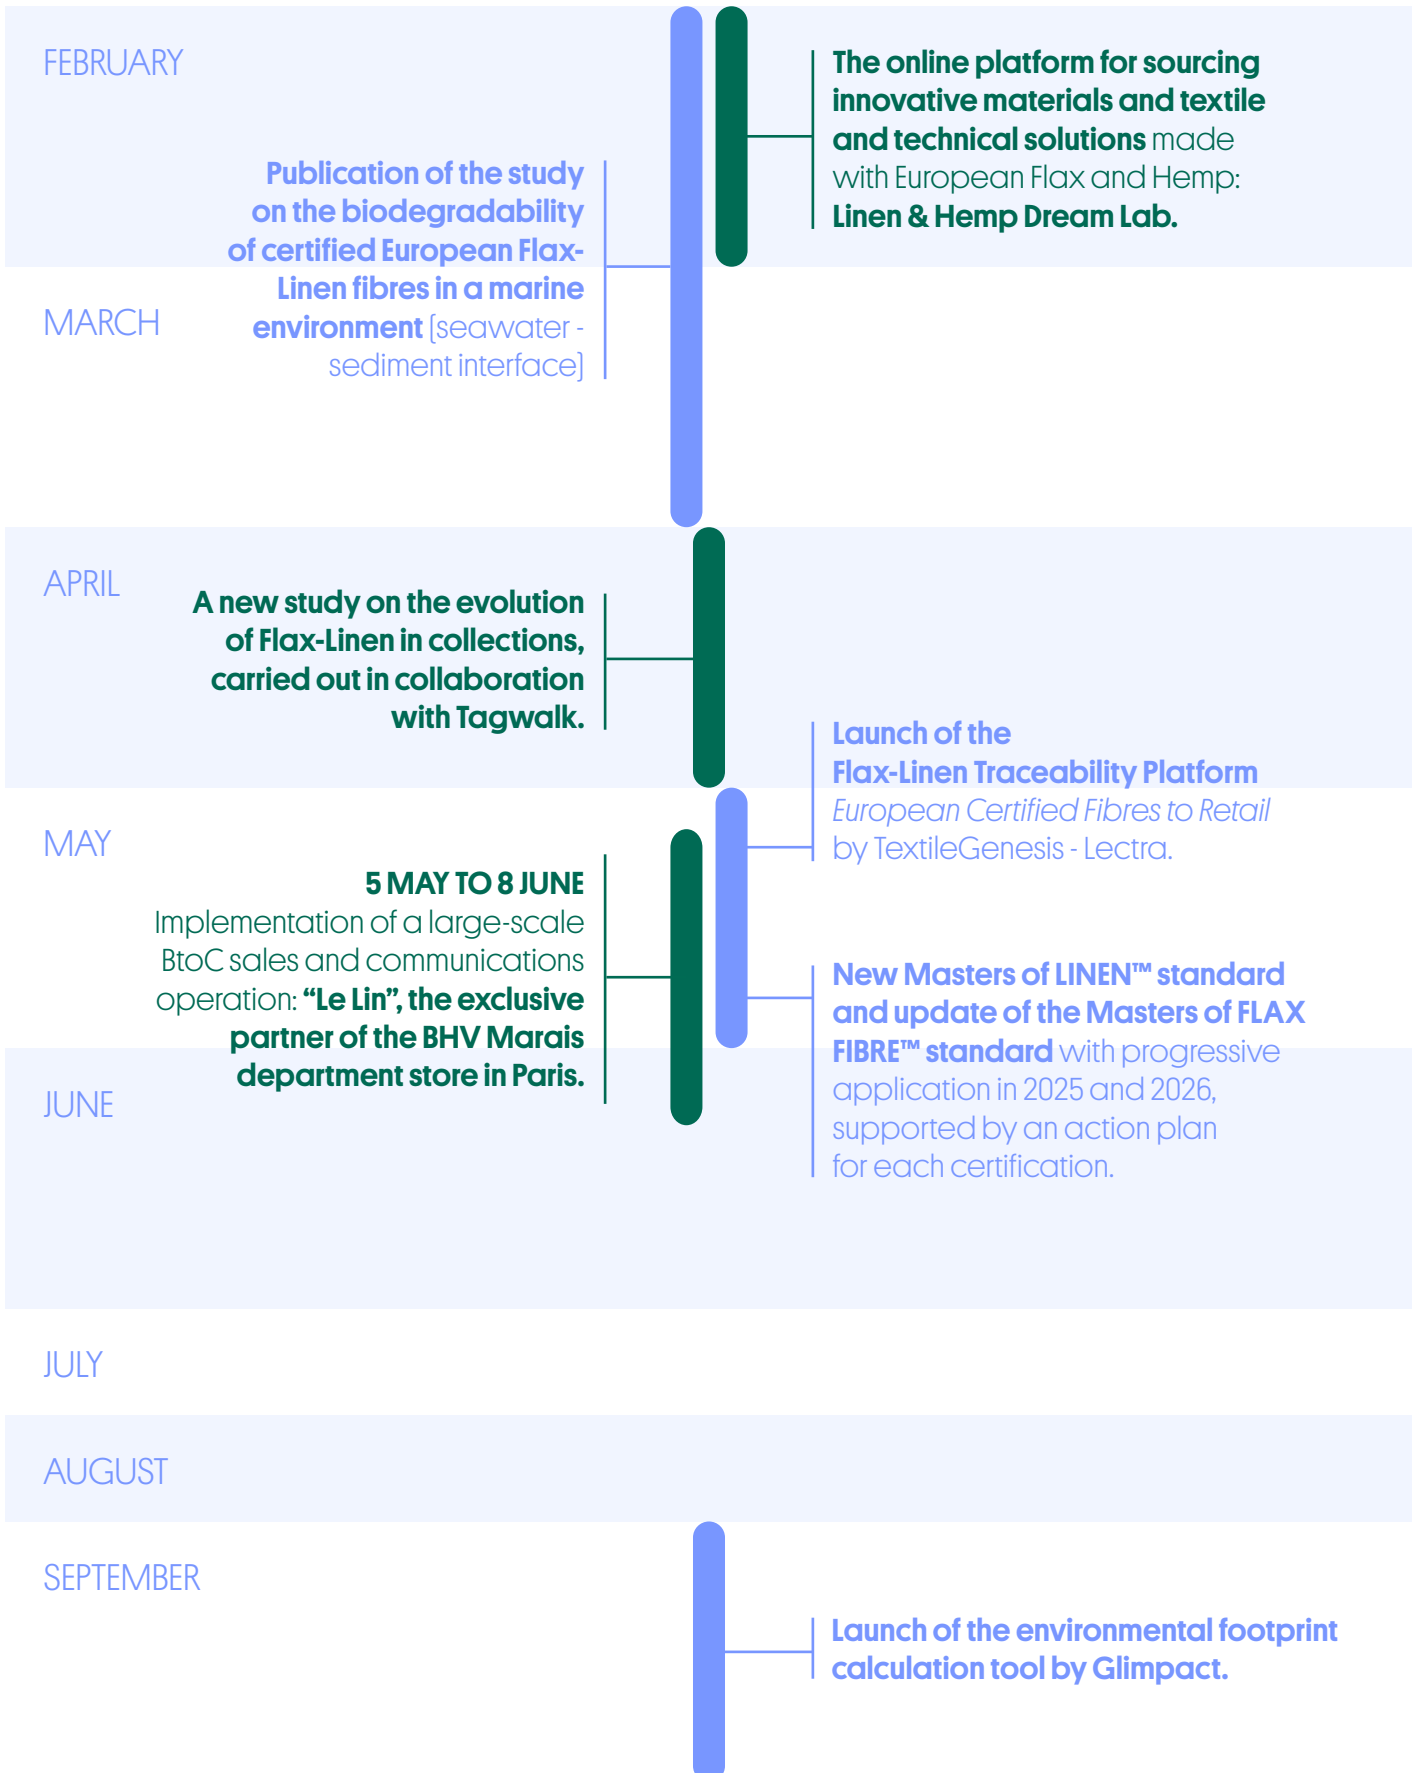 FEBRUARY
The online platform for sourcing
innovative materials and textile
and technical solutions made
with European Flax and Hemp:
Linen & Hemp Dream Lab.
Publication of the study
on the biodegradability
of certified European Flax-
Linen fibres in a marine
environment (seawater -
sediment interface)
MARCH
APRIL
A new study on the evolution
of Flax-Linen in collections,
carried out in collaboration
with Tagwalk.
Launch of the
Flax-Linen Traceability Platform
European Certified Fibres to Retail
by TextileGenesis - Lectra.
MAY
5 MAY TO 8 JUNE
Implementation of a large-scale
BtoC sales and communications
operation: “Le Lin”, the exclusive
partner of the BHV Marais
department store in Paris.
New Masters of LINEN™ standard
and update of the Masters of FLAX
FIBRE™ standard with progressive
application in 2025 and 2026,
supported by an action plan
for each certification.
JUNE
JULY
AUGUST
SEPTEMBER
Launch of the environmental footprint
calculation tool by Glimpact.